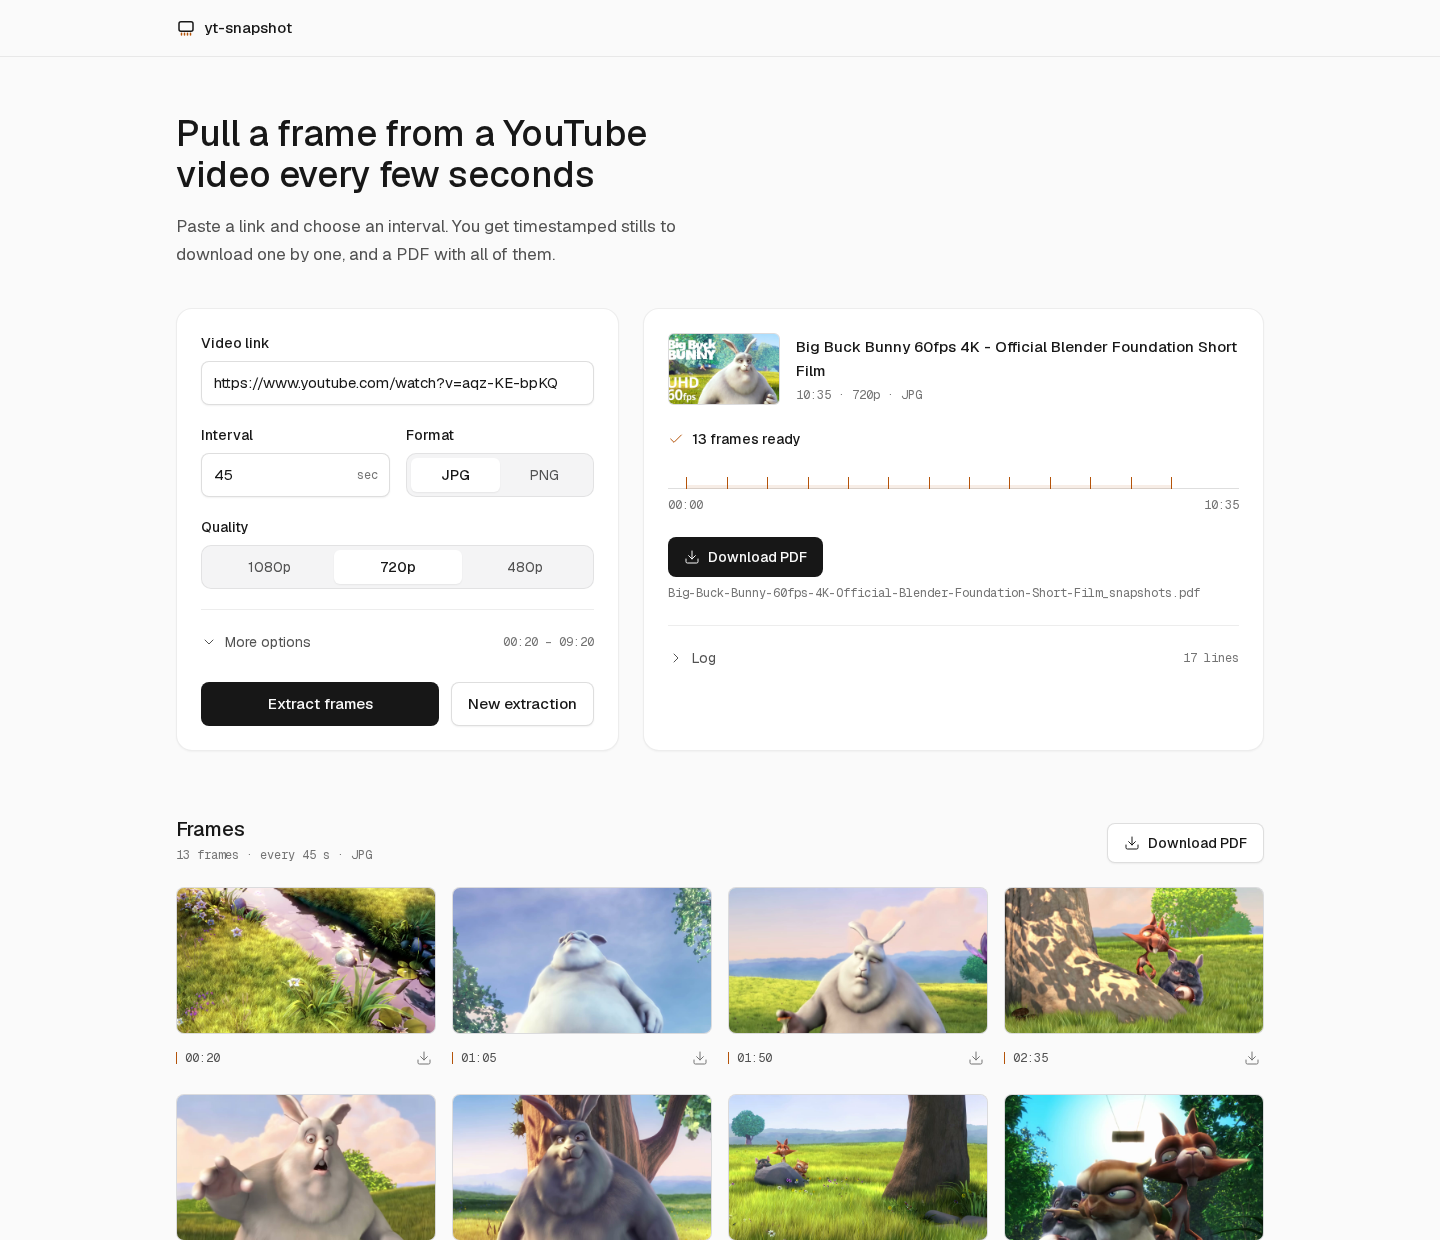 yt-snapshot
Pull a frame from a YouTube
video every few seconds
Paste a link and choose an interval. You get timestamped stills to
download one by one, and a PDF with all of them.
Video link
https://www.youtube.com/watch?v=aqz-KE-bpKQ
Interval
Format
45
sec
JPG
PNG
Quality
1080p
720p
480p
More options
00:20 – 09:20
Extract frames
New extraction
Big Buck
BUNNY
UHD
60fps
Big Buck Bunny 60fps 4K - Official Blender Foundation Short
Film
10:35 · 720p · JPG
13 frames ready
00:00
10:35
Download PDF
Big-Buck-Bunny-60fps-4K-Official-Blender-Foundation-Short-Film_snapshots.pdf
Log
17 lines
Frames
13 frames · every 45 s · JPG
Download PDF
00:20
01:05
01:50
02:35